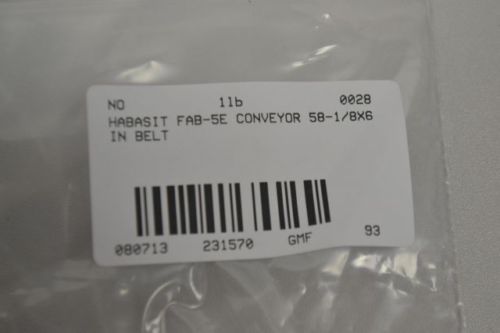 NO 1lb 0028
HABASIT FAB-5E CONVEYOR 58-1/8X6
IN BELT
080713 231570 GMF 93